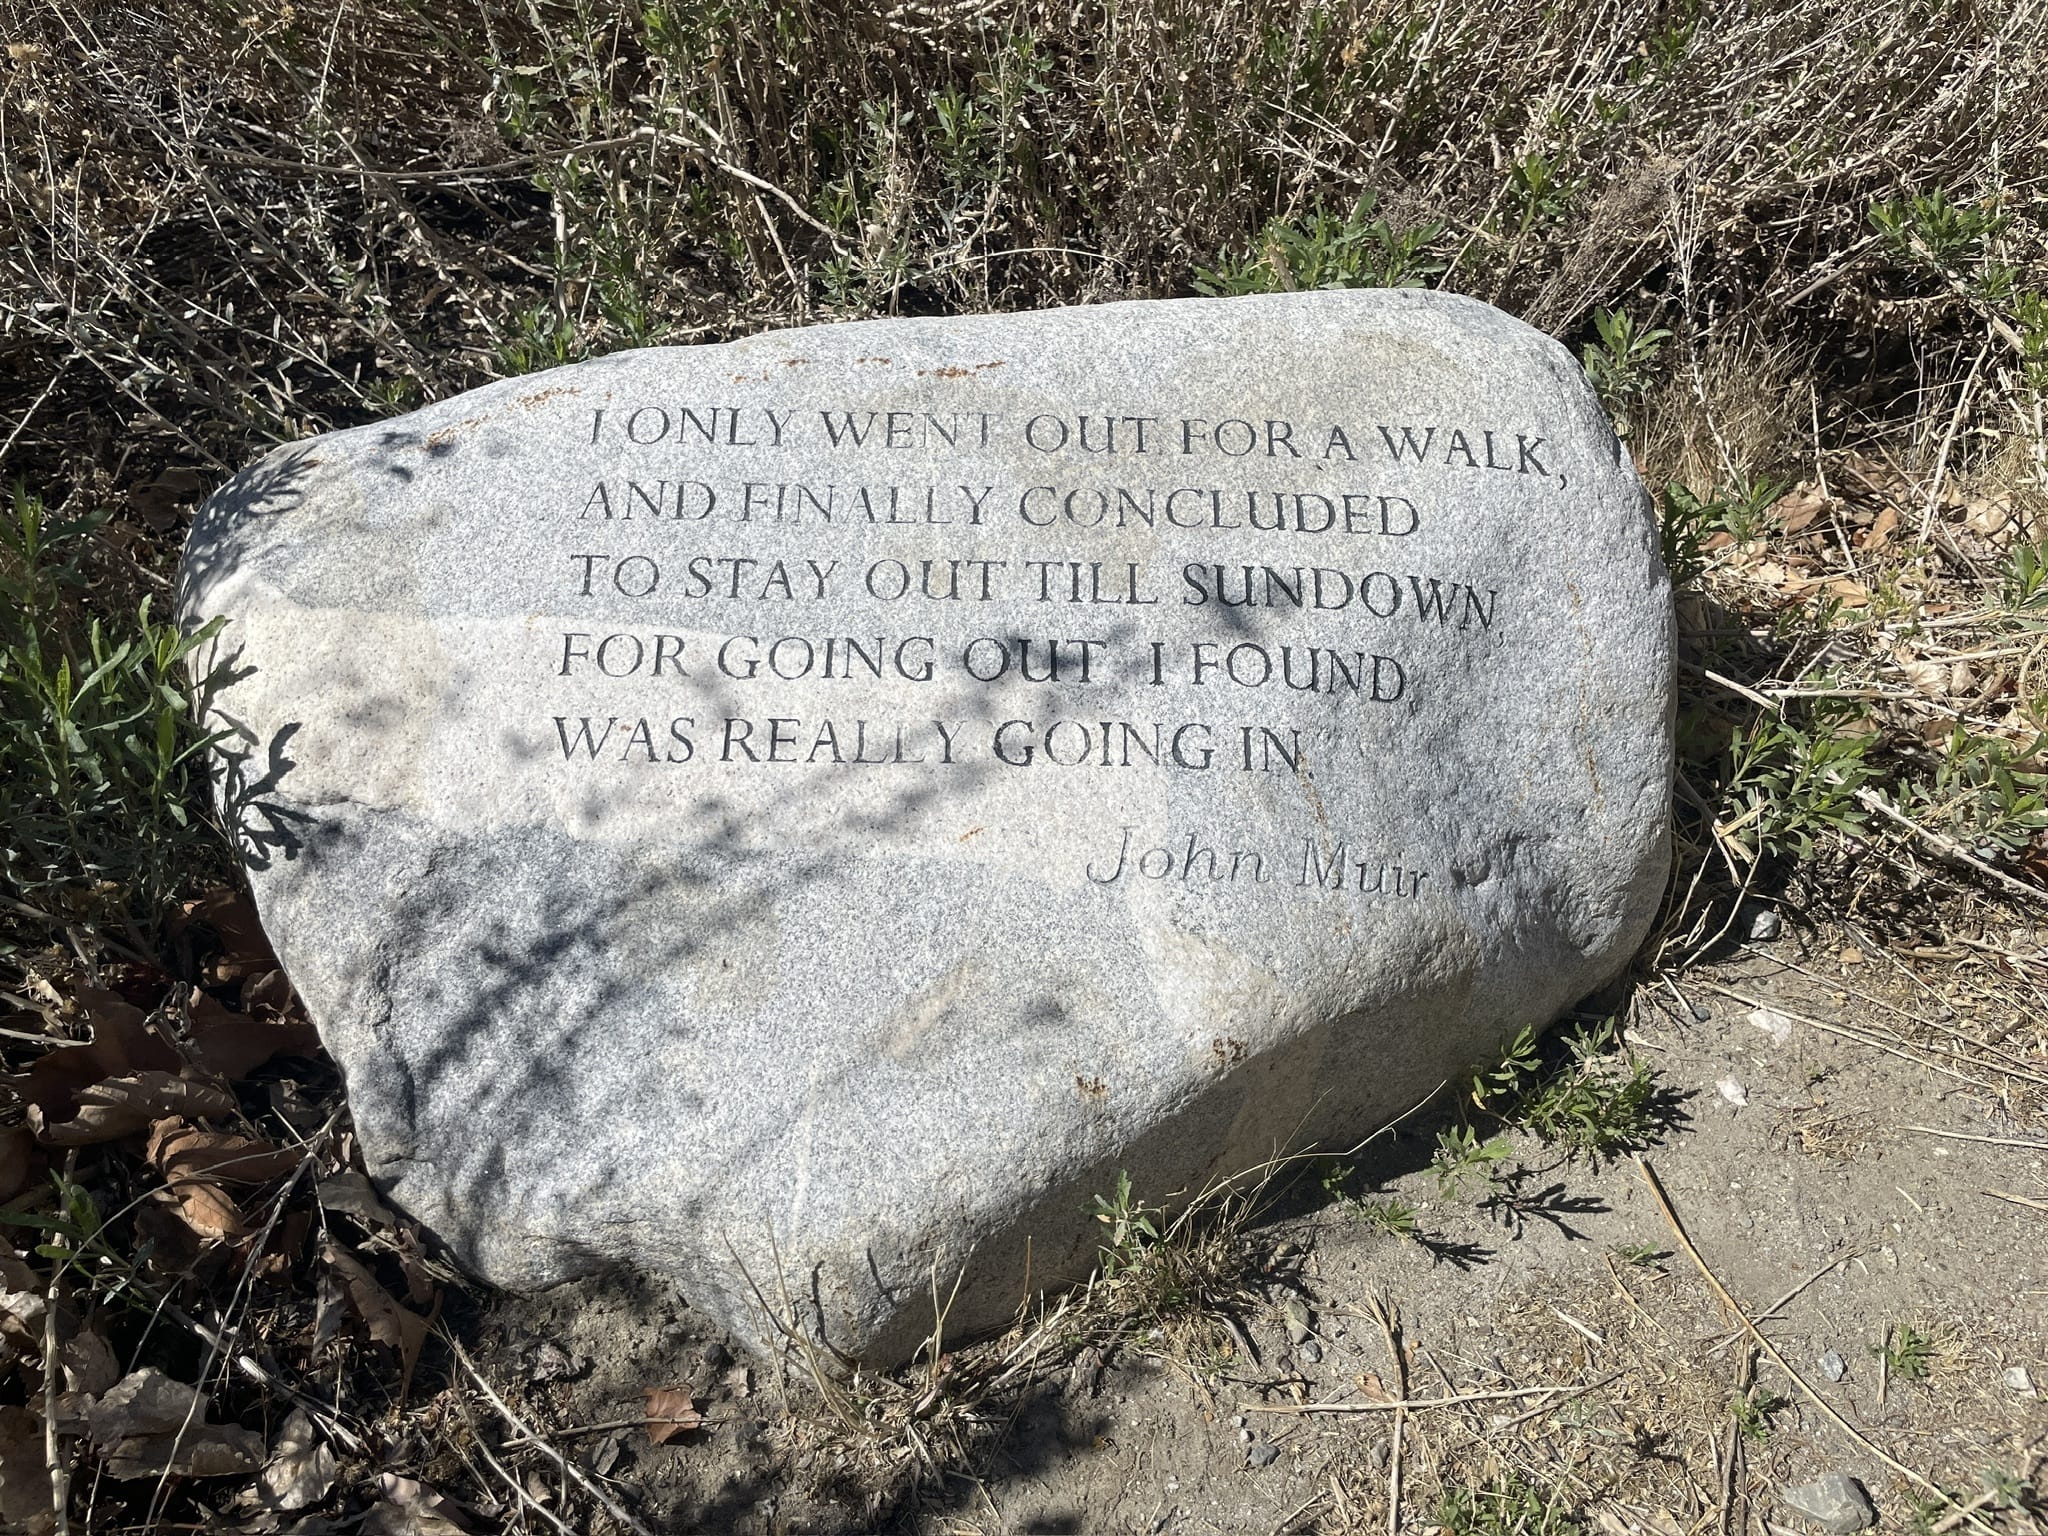 I ONLY WENT OUT FOR A WALK,
AND FINALLY CONCLUDED
TO STAY OUT TILL SUNDOWN,
FOR GOING OUT I FOUND
WAS REALLY GOING IN.
John Muir